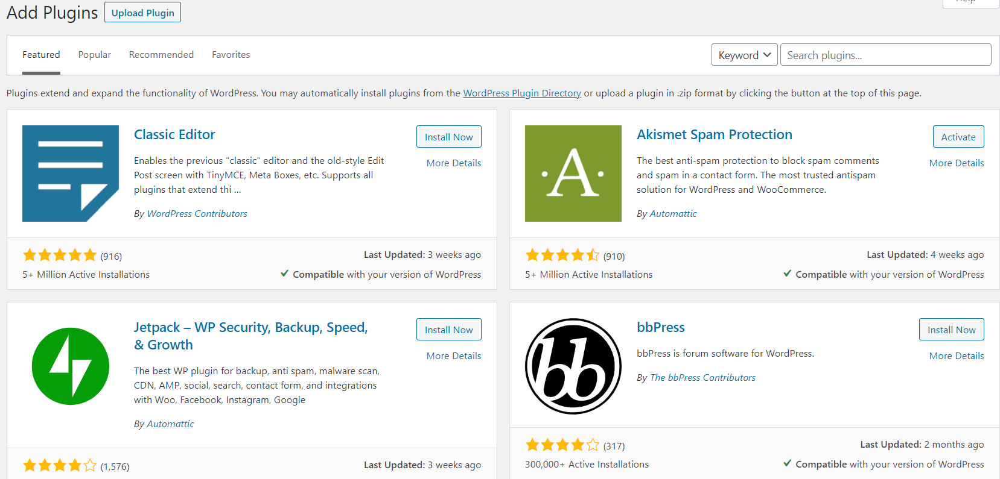 Add Plugins Upload Plugin
Featured Popular Recommended Favorites Keyword Search plugins...
Plugins extend and expand the functionality of WordPress. You may automatically install plugins from the WordPress Plugin Directory or upload a plugin in .zip format by clicking the button at the top of this page.
Classic Editor
Install Now
More Details
Enables the previous "classic" editor and the old-style Edit
Post screen with TinyMCE, Meta Boxes, etc. Supports all
plugins that extend thi ...
By WordPress Contributors
(916)
Last Updated: 3 weeks ago
5+ Million Active Installations
Compatible with your version of WordPress
A
Akismet Spam Protection
Activate
More Details
The best anti-spam protection to block spam comments
and spam in a contact form. The most trusted antispam
solution for WordPress and WooCommerce.
By Automattic
(910)
Last Updated: 4 weeks ago
5+ Million Active Installations
Compatible with your version of WordPress
Jetpack – WP Security, Backup, Speed,
& Growth
Install Now
More Details
The best WP plugin for backup, anti spam, malware scan,
CDN, AMP, social, search, contact form, and integrations
with Woo, Facebook, Instagram, Google
By Automattic
(1,576)
Last Updated: 3 weeks ago
bb
bbPress
Install Now
More Details
bbPress is forum software for WordPress.
By The bbPress Contributors
(317)
Last Updated: 2 months ago
300,000+ Active Installations
Compatible with your version of WordPress